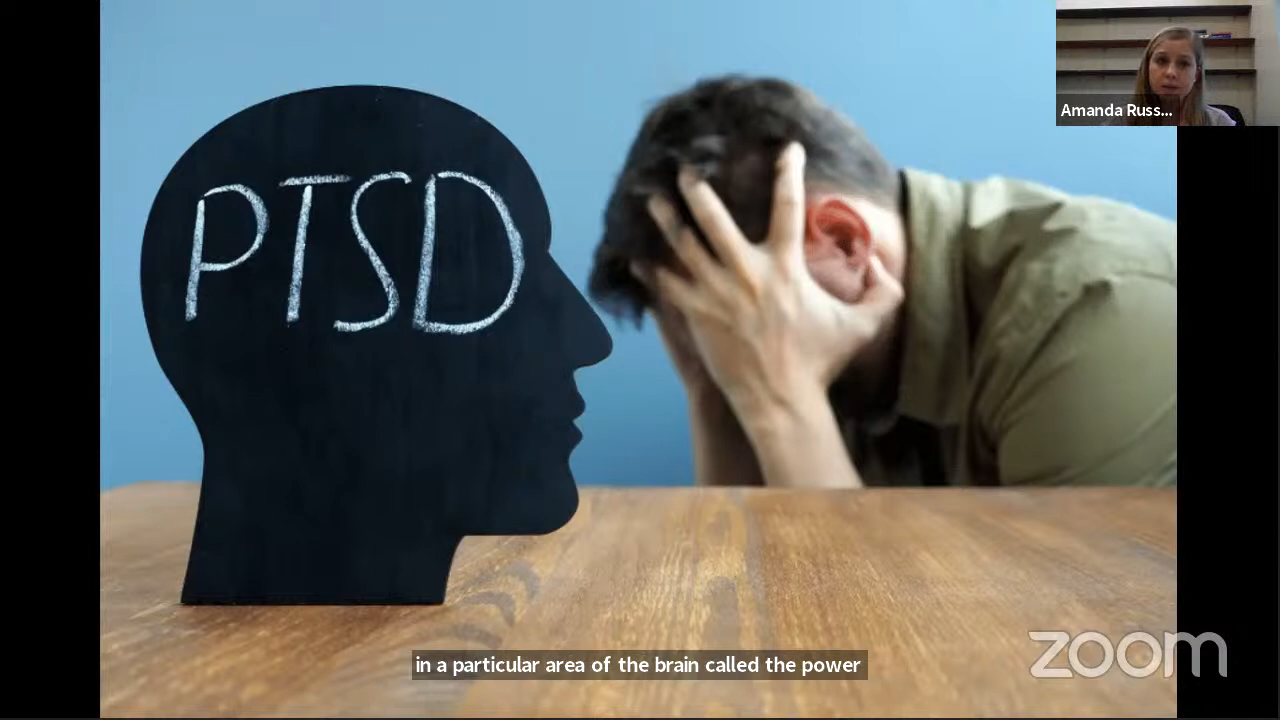 Amanda Russ...
PTSD
in a particular area of the brain called the power
zoom